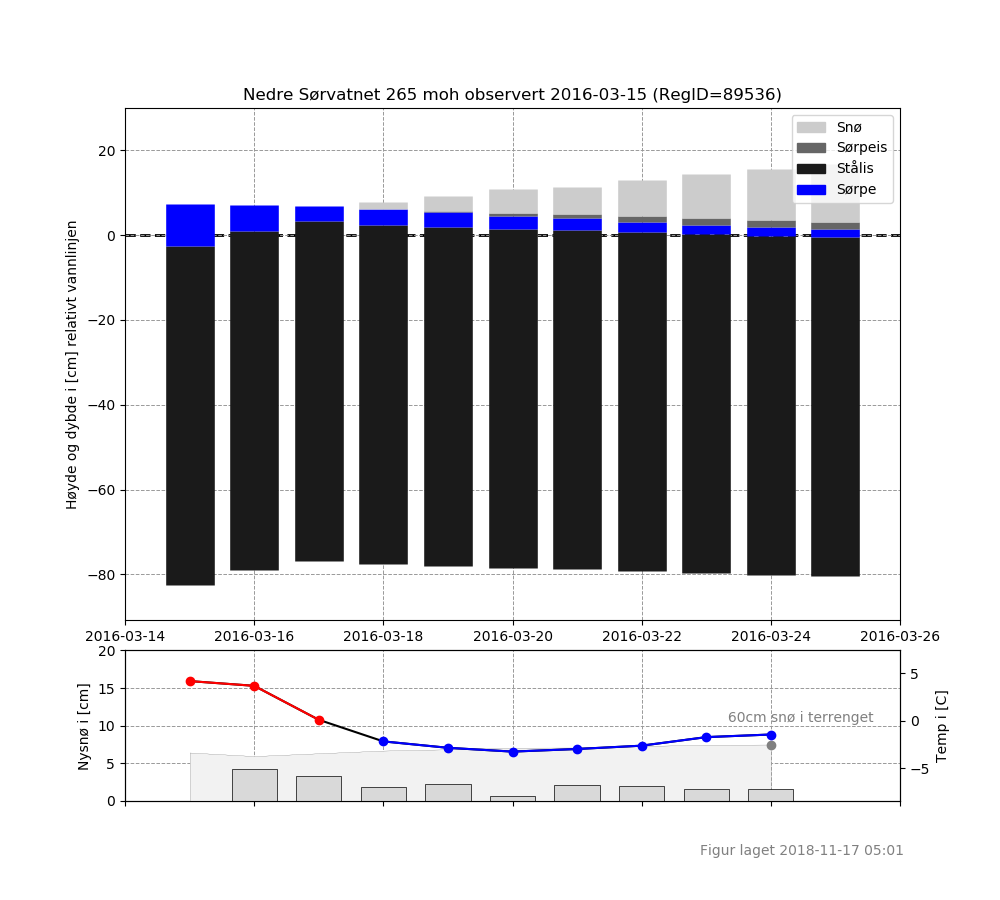 Nedre Sørvatnet 265 moh observert 2016-03-15 (RegID=89536)
Høyde og dybde i [cm] relativt vannlinjen
20
0
−20
−40
−60
−80
Snø
Sørpeis
Stålis
Sørpe
2016-03-14 2016-03-16 2016-03-18 2016-03-20 2016-03-22 2016-03-24 2016-03-26
Nysnø i [cm]
20
15
10
5
0
60cm snø i terrenget
5
0
−5
Temp i [C]
Figur laget 2018-11-17 05:01